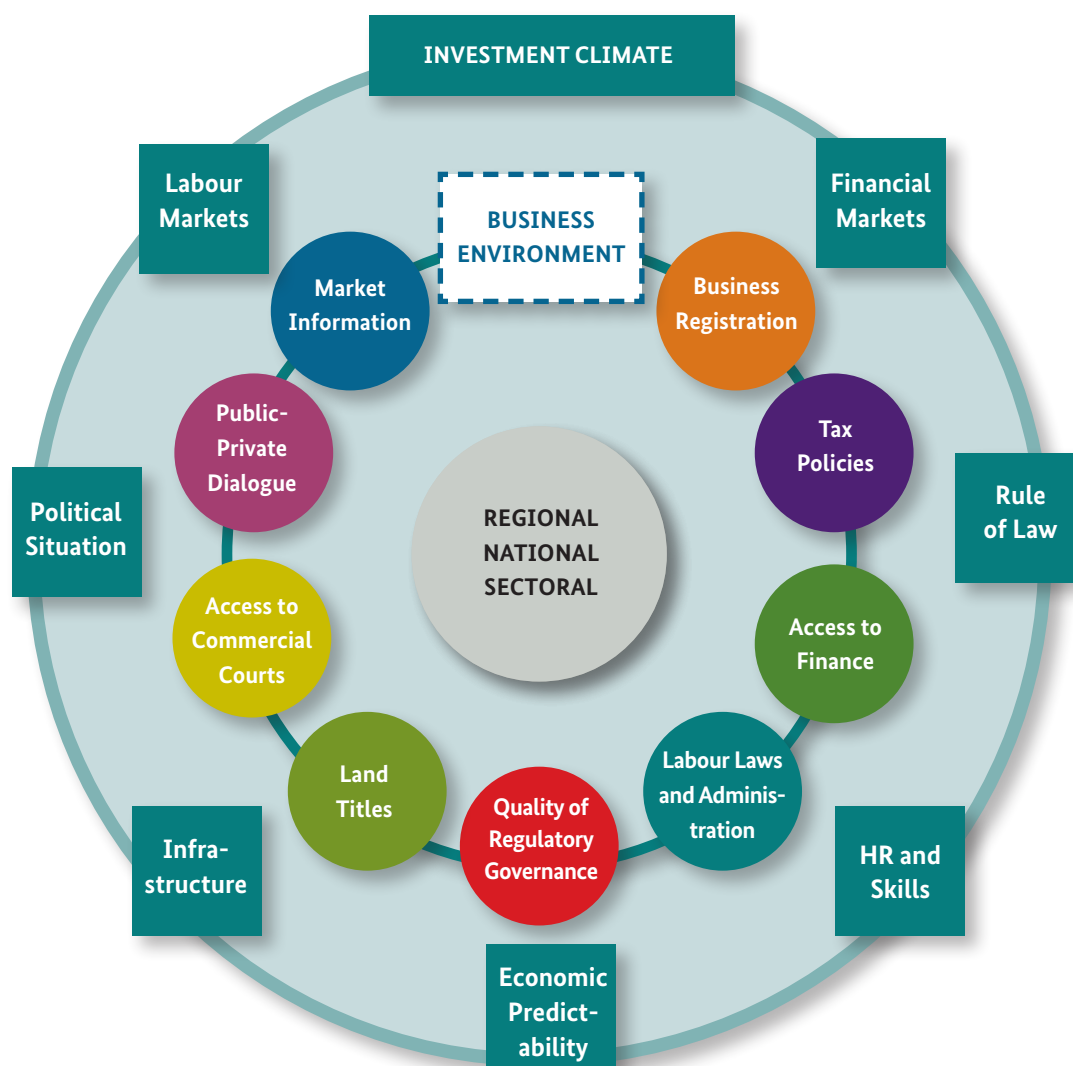 INVESTMENT CLIMATE
Labour
Markets
Financial
Markets
BUSINESS
ENVIRONMENT
Market
Information
Business
Registration
Public-
Private
Dialogue
Tax
Policies
Political
Situation
Rule
of Law
REGIONAL
NATIONAL
SECTORAL
Access to
Commercial
Courts
Access to
Finance
Land
Titles
Labour Laws
and Adminis-
tration
Quality of
Regulatory
Governance
Infra-
structure
HR and
Skills
Economic
Predict-
ability